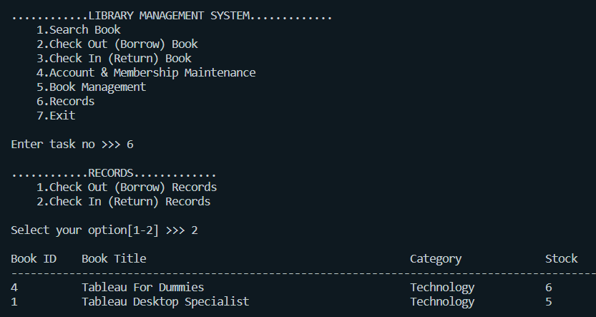 ............LIBRARY MANAGEMENT SYSTEM.............
1.Search Book
2.Check Out (Borrow) Book
3.Check In (Return) Book
4.Account & Membership Maintenance
5.Book Management
6.Records
7.Exit
Enter task no >>> 6
............RECORDS.............
1.Check Out (Borrow) Records
2.Check In (Return) Records
Select your option[1-2] >>> 2
Book ID Book Title Category Stock
--------------------------------------------------------------------------------------------
4 Tableau For Dummies Technology 6
1 Tableau Desktop Specialist Technology 5